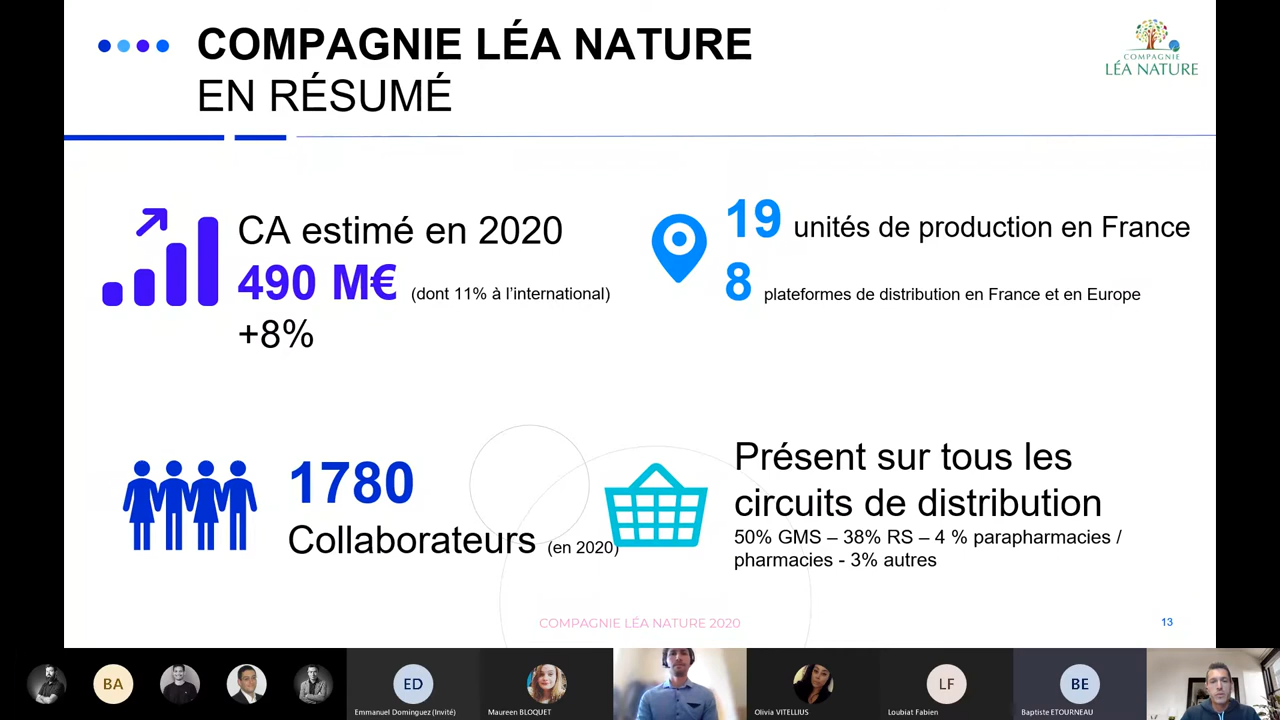 COMPAGNIE LÉA NATURE
EN RÉSUMÉ
COMPAGNIE
LÉA NATURE
CA estimé en 2020
490 M€ (dont 11% à l'international)
+8%
19 unités de production en France
8 plateformes de distribution en France et en Europe
1780
Collaborateurs (en 2020)
Présent sur tous les
circuits de distribution
50% GMS – 38% RS – 4 % parapharmacies /
pharmacies - 3% autres
COMPAGNIE LÉA NATURE 2020
13
BA
ED
Emmanuel Dominguez (Invité)
Maureen BLOQUET
Olivia VITELLIUS
LF
Loubiat Fabien
BE
Baptiste ETOURNEAU